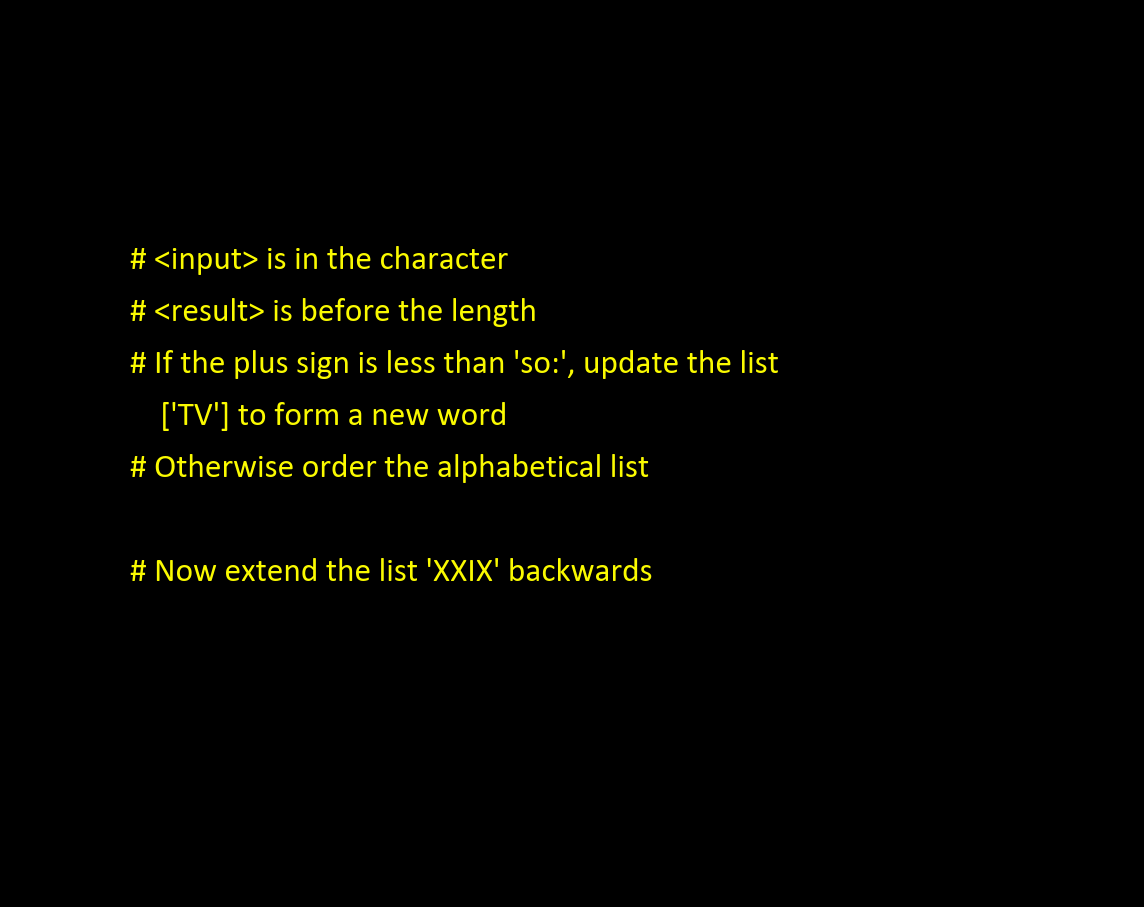 # <input> is in the character
# <result> is before the length
# If the plus sign is less than 'so:', update the list
['TV'] to form a new word
# Otherwise order the alphabetical list
# Now extend the list 'XXIX' backwards